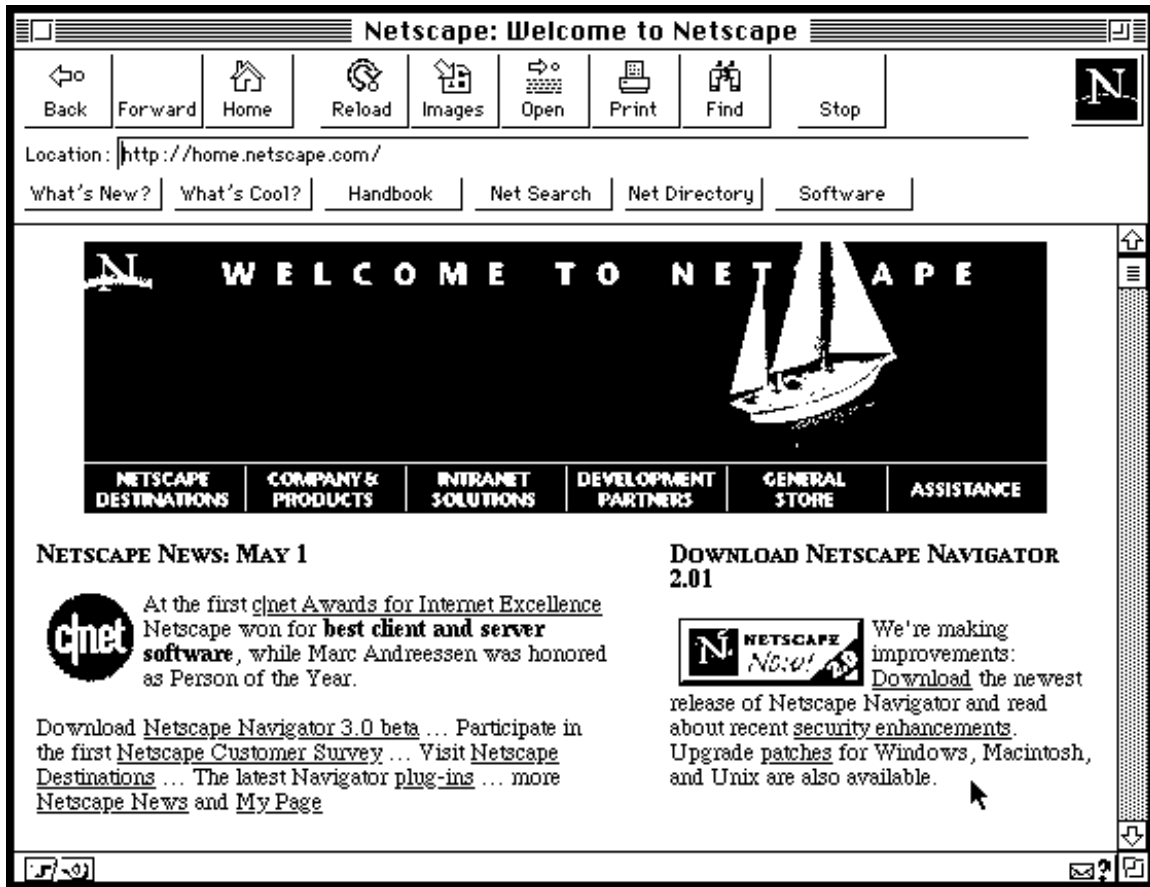 Netscape: Welcome to Netscape
Back Forward Home Reload Images Open Print Find Stop
N
Location: http://home.netscape.com/
What's New? What's Cool? Handbook Net Search Net Directory Software
N WELCOME TO NET APE
NETSCAPE DESTINATIONS
COMPANY & PRODUCTS
INTRANET SOLUTIONS
DEVELOPMENT PARTNERS
GENERAL STORE
ASSISTANCE
NETSCAPE NEWS: MAY 1
c|net
At the first c|net Awards for Internet Excellence
Netscape won for best client and server
software, while Marc Andreessen was honored
as Person of the Year.
Download Netscape Navigator 3.0 beta ... Participate in
the first Netscape Customer Survey ... Visit Netscape
Destinations ... The latest Navigator plug-ins ... more
Netscape News and My Page
DOWNLOAD NETSCAPE NAVIGATOR
2.01
N NETSCAPE
Now! 2.0
We're making
improvements:
Download the newest
release of Netscape Navigator and read
about recent security enhancements.
Upgrade patches for Windows, Macintosh,
and Unix are also available.
?